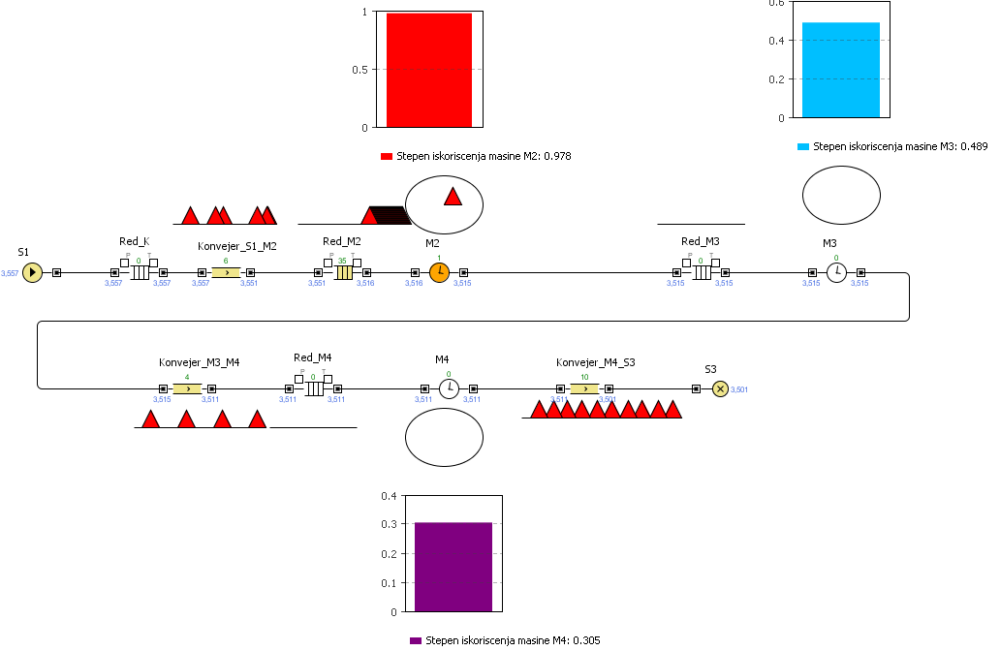 1
0.5
0
Stepen iskoriscenja masine M2: 0.978
0.6
0.4
0.2
0
Stepen iskoriscenja masine M3: 0.489
S1
3,557
Red_K
P T
0
3,557 3,557
Konvejer_S1_M2
6
3,557 3,551
Red_M2
P T
35
3,551 3,516
M2
1
3,516 3,515
Red_M3
P T
0
3,515 3,515
M3
0
3,515 3,515
Konvejer_M3_M4
4
3,515 3,511
Red_M4
P T
0
3,511 3,511
M4
0
3,511 3,511
Konvejer_M4_S3
10
3,511 3,501
S3
3,501
0.4
0.3
0.2
0.1
0
Stepen iskoriscenja masine M4: 0.305